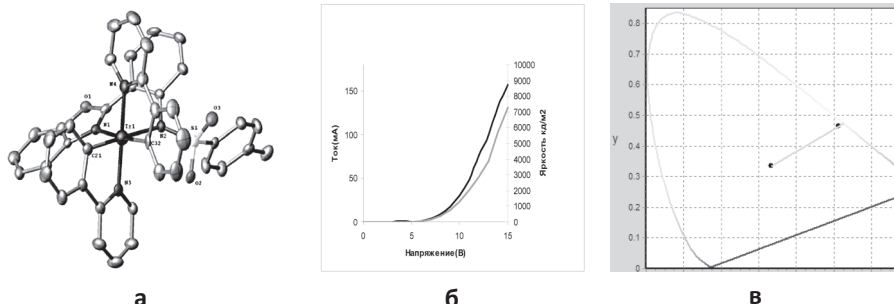 N4
O1
O3
N1
Ir1
S1
N2
C21
C32
O2
N3
а
Ток(мА)
150
100
50
0
10000
9000
8000
7000
6000
5000
4000
3000
2000
1000
0
Яркость кд/м2
0
5
10
15
Напряжение(В)
б
y
0.8
0.7
0.6
0.5
0.4
0.3
0.2
0.1
0
в